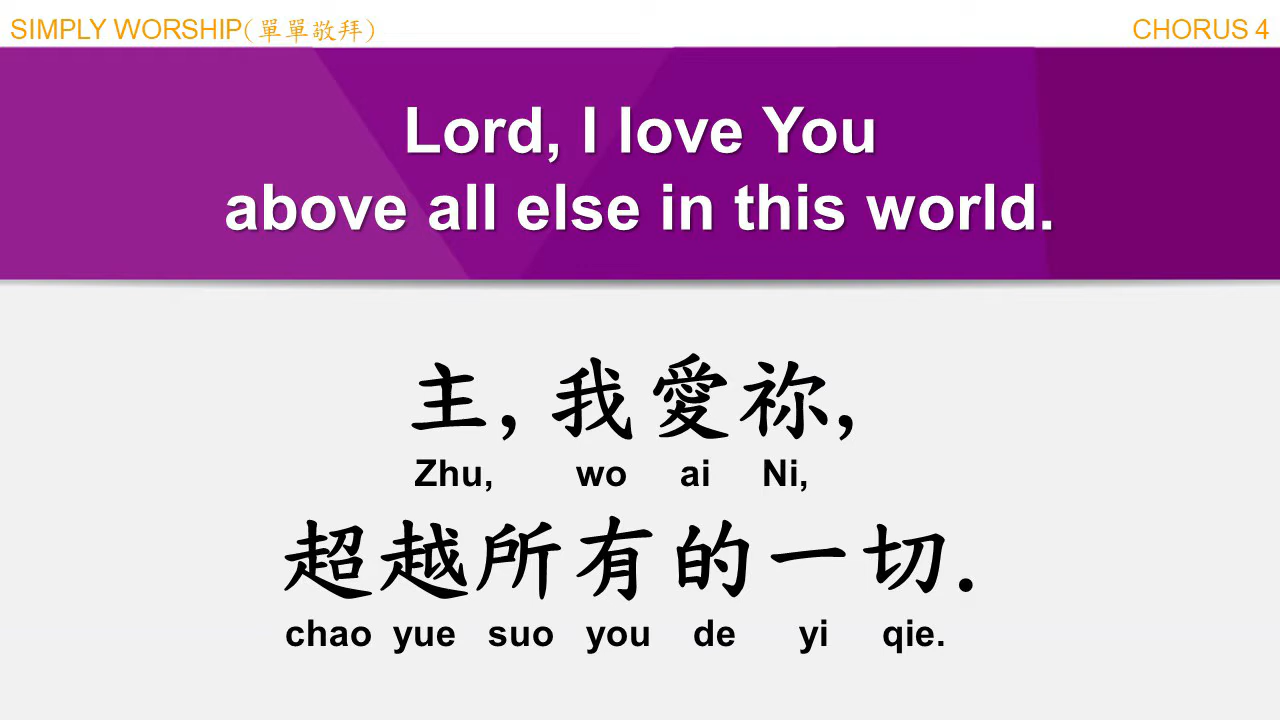 SIMPLY WORSHIP(單單敬拜)
CHORUS 4
Lord, I love You
above all else in this world.
主, 我愛祢,
Zhu, wo ai Ni,
超越所有的一切.
chao yue suo you de yi qie.